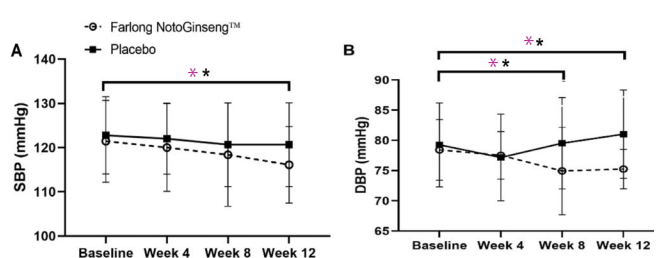 Farlong NotoGinseng™
Placebo
A
SBP (mmHg)
140
130
120
110
100
Baseline Week 4 Week 8 Week 12
* *
B
DBP (mmHg)
90
85
80
75
70
65
Baseline Week 4 Week 8 Week 12
* *
* *